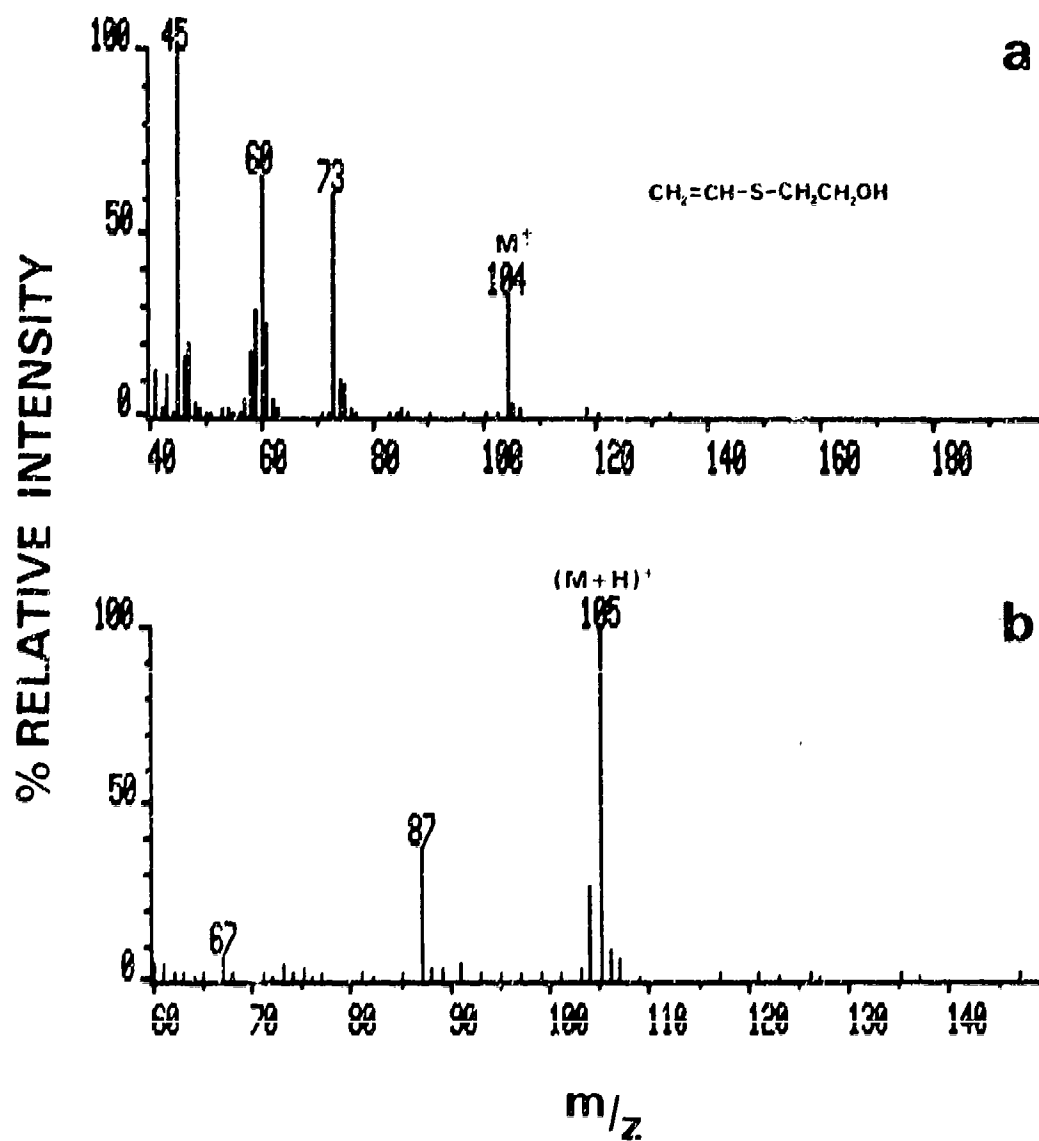 % RELATIVE INTENSITY
a
100
50
0
45
60
73
M+
104
CH2=CH-S-CH2CH2OH
40 60 80 100 120 140 160 180
b
100
50
0
67
87
(M+H)+
105
60 70 80 90 100 110 120 130 140
m/z